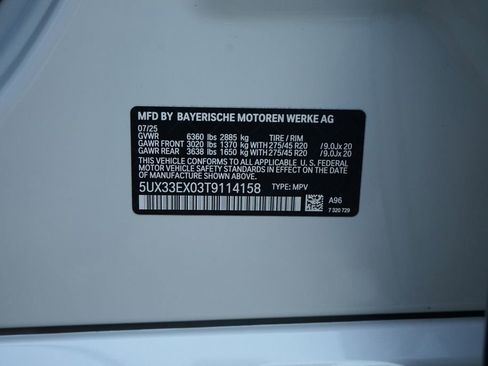 MFD BY BAYERISCHE MOTOREN WERKE AG
07/25
GVWR 6360 lbs 2885 kg TIRE / RIM
GAWR FRONT 3020 lbs 1370 kg WITH 275/45 R20 / 9.0Jx 20
GAWR REAR 3638 lbs 1650 kg WITH 275/45 R20 / 9.0Jx 20
THIS VEHICLE CONFORMS TO ALL APPLICABLE U.S. FEDERAL
MOTOR VEHICLE SAFETY STANDARDS IN EFFECT ON THE DATE OF
MANUFACTURE SHOWN ABOVE.
5UX33EX03T9114158 TYPE: MPV
A96
7 320 729